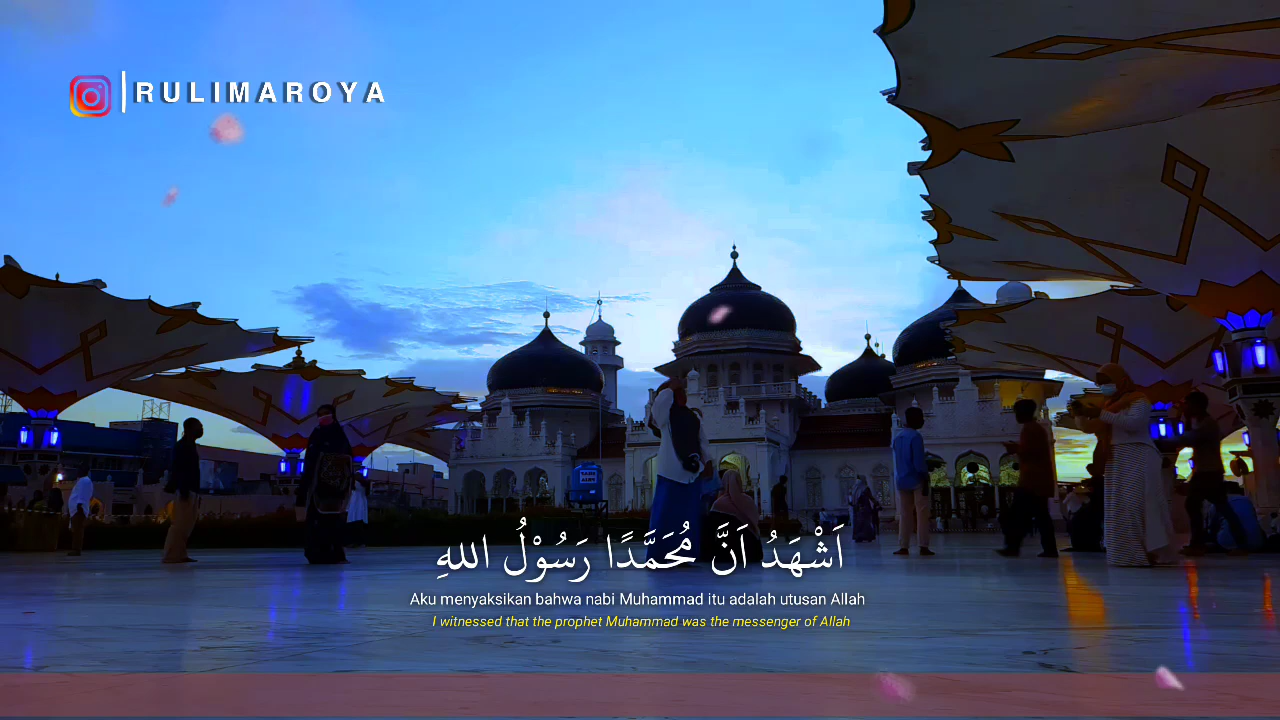 RULIMAROYA
اَشْهَدُ اَنَّ مُحَمَّدًا رَسُوْلُ اللهِ
Aku menyaksikan bahwa nabi Muhammad itu adalah utusan Allah
I witnessed that the prophet Muhammad was the messenger of Allah